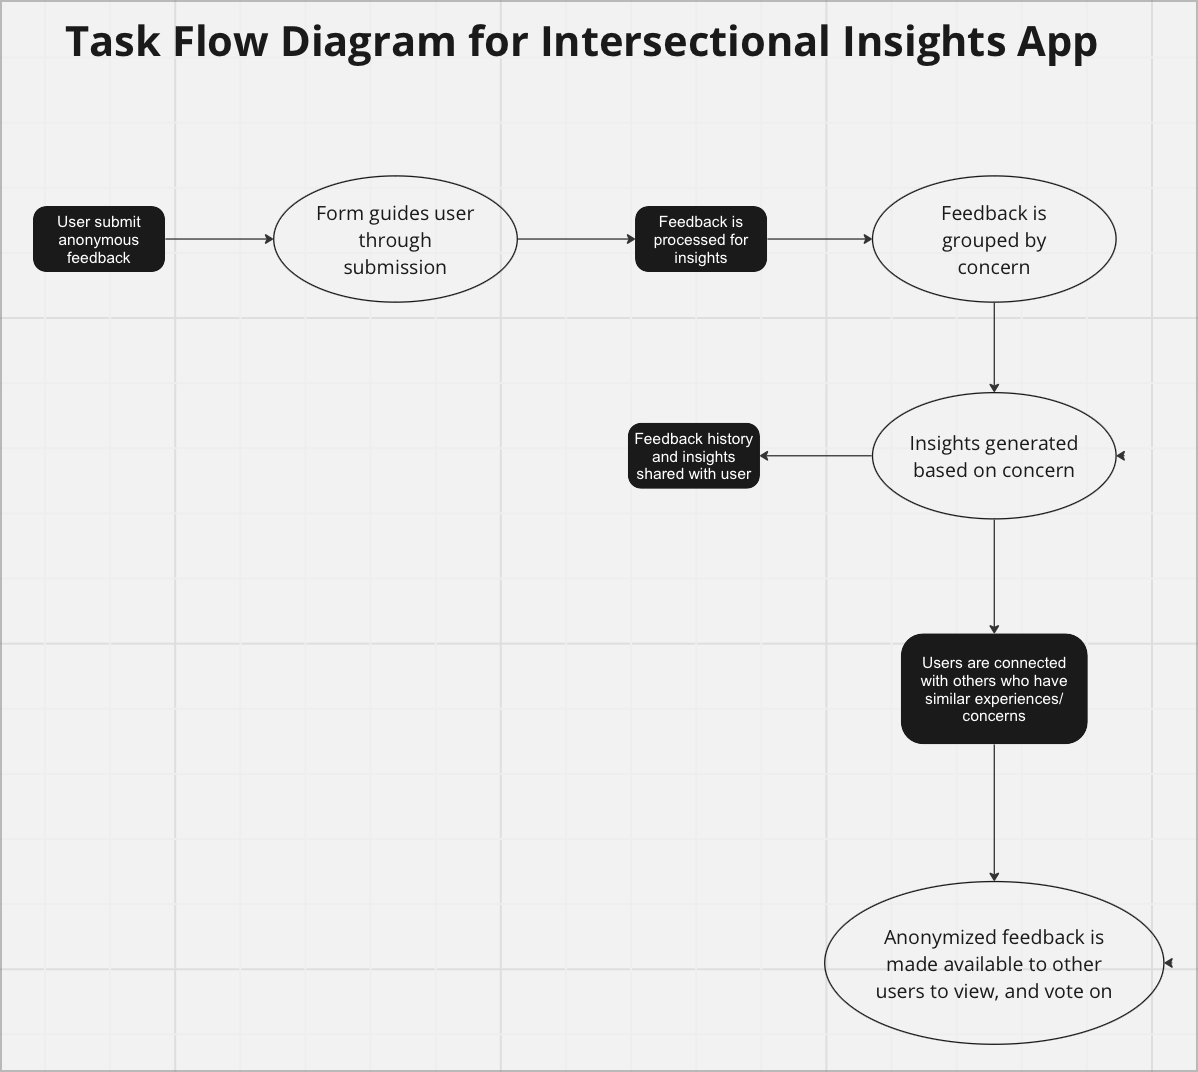 Task Flow Diagram for Intersectional Insights App
User submit
anonymous
feedback
Form guides user
through
submission
Feedback is
processed for
insights
Feedback is
grouped by
concern
Feedback history
and insights
shared with user
Insights generated
based on concern
Users are connected
with others who have
similar experiences/
concerns
Anonymized feedback is
made available to other
users to view, and vote on